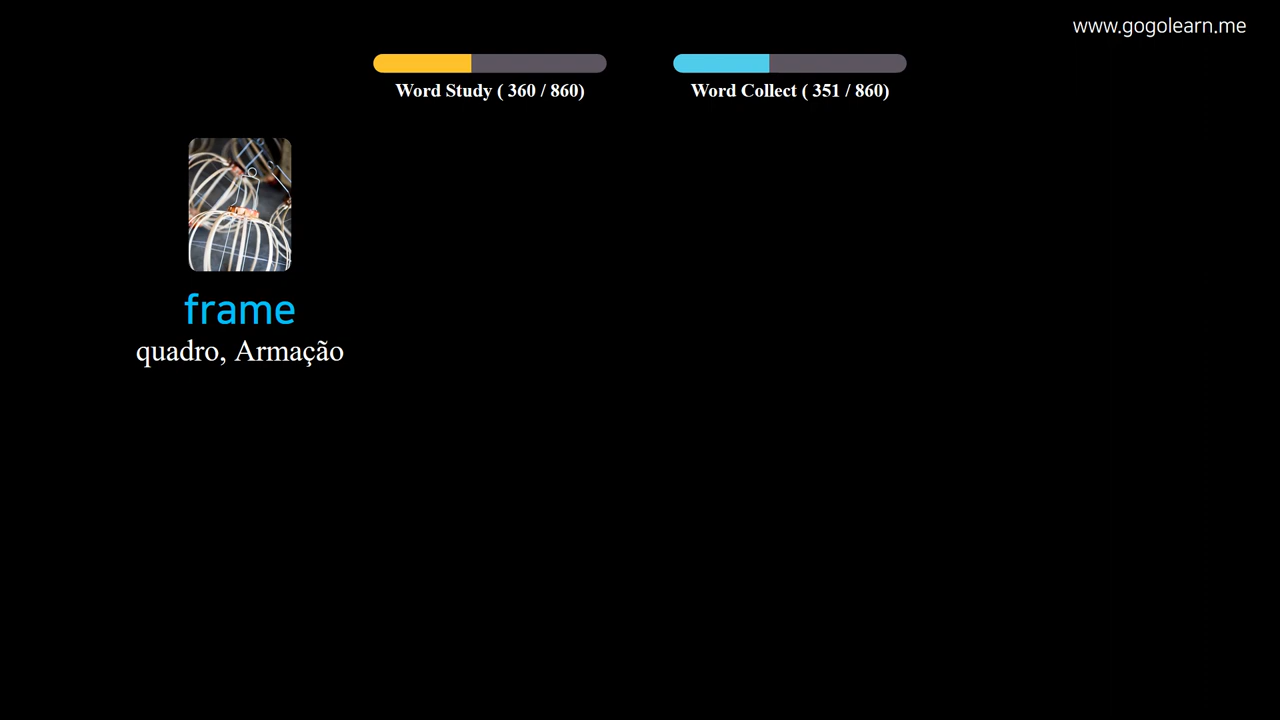 www.gogolearn.me
Word Study ( 360 / 860)
Word Collect ( 351 / 860)
frame
quadro, Armação